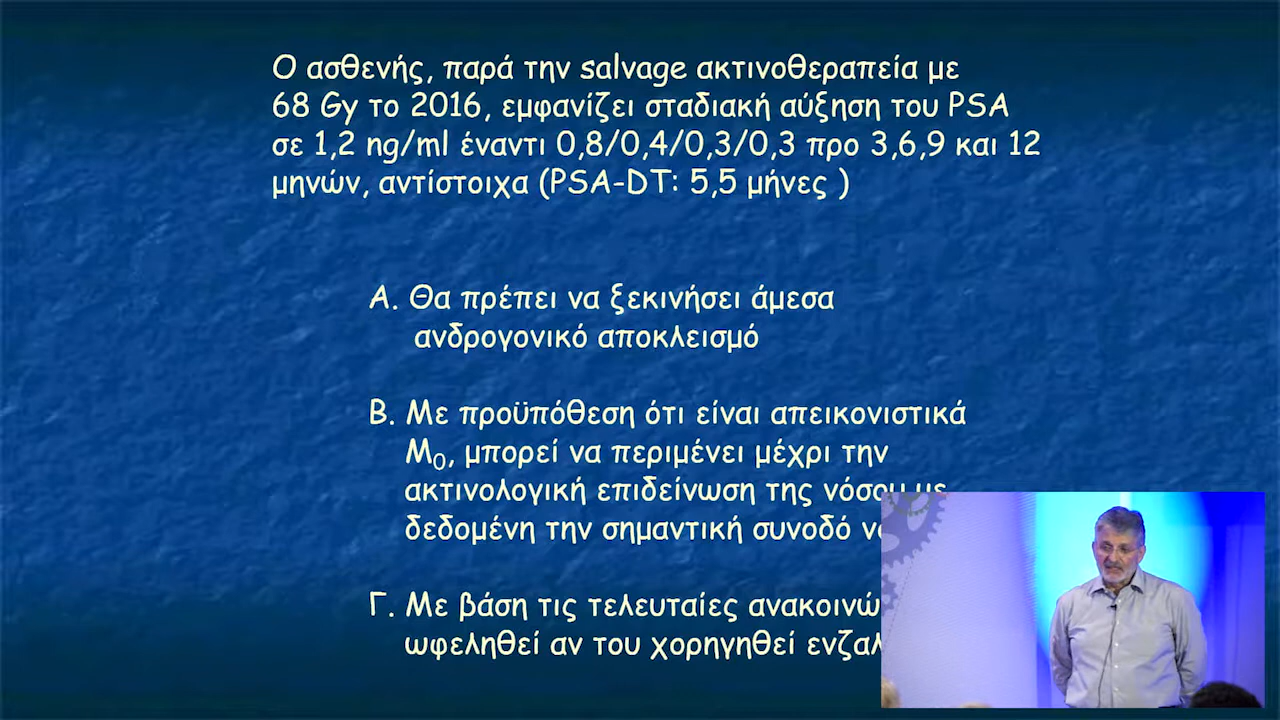 Ο ασθενής, παρά την salvage ακτινοθεραπεία με
68 Gy το 2016, εμφανίζει σταδιακή αύξηση του PSA
σε 1,2 ng/ml έναντι 0,8/0,4/0,3/0,3 προ 3,6,9 και 12
μηνών, αντίστοιχα (PSA-DT: 5,5 μήνες )
Α. Θα πρέπει να ξεκινήσει άμεσα
ανδρογονικό αποκλεισμό
Β. Με προϋπόθεση ότι είναι απεικονιστικά
Μ₀, μπορεί να περιμένει μέχρι την
ακτινολογική επιδείνωση της νόσου με
δεδομένη την σημαντική συνοδό
Γ. Με βάση τις τελευταίες
ωφεληθεί αν του χορηγηθεί